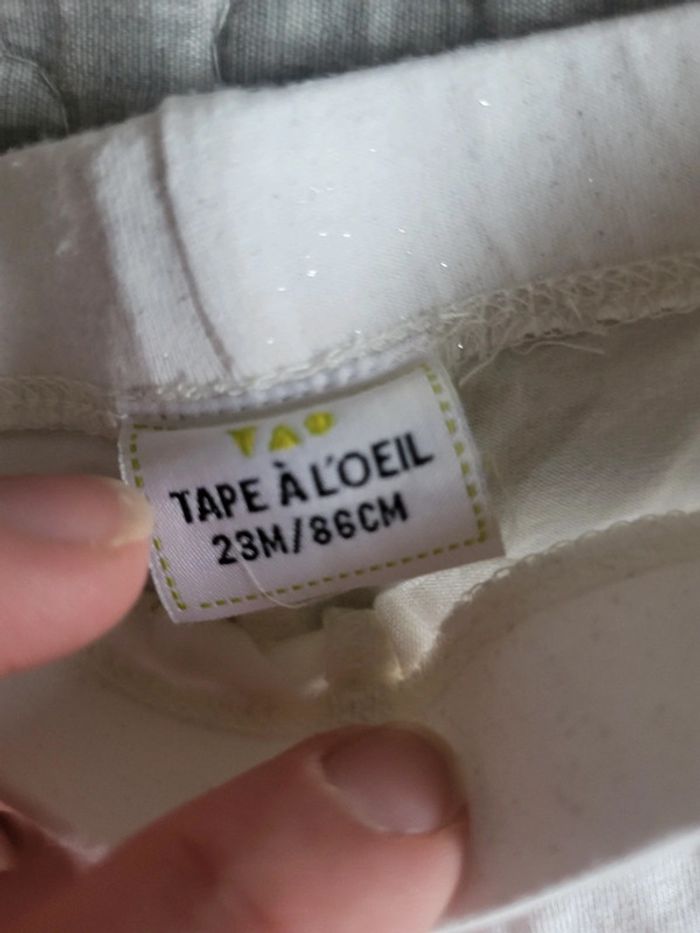 TAO
TAPE À L'OEIL
23M/86CM